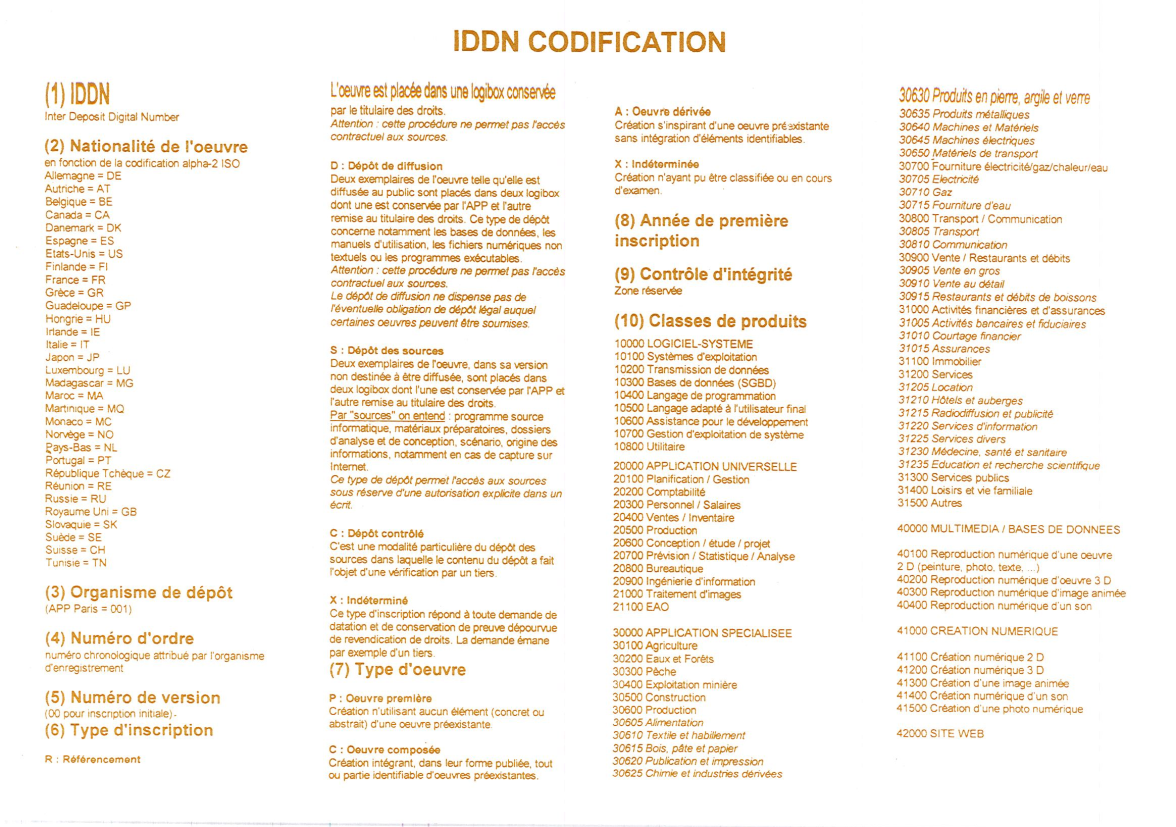 IDDN CODIFICATION
(1) IDDN
Inter Deposit Digital Number
(2) Nationalité de l'oeuvre
en fonction de la codification alpha-2 ISO
Allemagne = DE
Autriche = AT
Belgique = BE
Canada = CA
Danemark = DK
Espagne = ES
Etats-Unis = US
Finlande = FI
France = FR
Grèce = GR
Guadeloupe = GP
Hongrie = HU
Irlande = IE
Italie = IT
Japon = JP
Luxembourg = LU
Madagascar = MG
Maroc = MA
Martinique = MQ
Monaco = MC
Norvège = NO
Pays-Bas = NL
Portugal = PT
République Tchèque = CZ
Réunion = RE
Russie = RU
Royaume Uni = GB
Slovaquie = SK
Suède = SE
Suisse = CH
Tunisie = TN
(3) Organisme de dépôt
(APP Paris = 001)
(4) Numéro d'ordre
numéro chronologique attribué par l'organisme
d'enregistrement
(5) Numéro de version
(00 pour inscription initiale) -
(6) Type d'inscription
R : Référencement
L'oeuvre est placée dans une logibox conservée
par le titulaire des droits.
Attention : cette procédure ne permet pas l'accès
contractuel aux sources.
D : Dépôt de diffusion
Deux exemplaires de l'oeuvre telle qu'elle est
diffusée au public sont placés dans deux logibox
dont une est conservée par l'APP et l'autre
remise au titulaire des droits. Ce type de dépôt
concerne notamment les bases de données, les
manuels d'utilisation, les fichiers numériques non
textuels ou les programmes exécutables.
Attention : cette procédure ne permet pas l'accès
contractuel aux sources.
Le dépôt de diffusion ne dispense pas de
l'éventuelle obligation de dépôt légal auquel
certaines oeuvres peuvent être soumises.
S : Dépôt des sources
Deux exemplaires de l'oeuvre, dans sa version
non destinée à être diffusée, sont placés dans
deux logibox dont l'une est conservée par l'APP et
l'autre remise au titulaire des droits.
Par "sources" on entend : programme source
informatique, matériaux préparatoires, dossiers
d'analyse et de conception, scénario, origine des
informations, notamment en cas de capture sur
Internet.
Ce type de dépôt permet l'accès aux sources
sous réserve d'une autorisation explicite dans un
écrit.
C : Dépôt contrôlé
C'est une modalité particulière du dépôt des
sources dans laquelle le contenu du dépôt a fait
l'objet d'une vérification par un tiers.
X : Indéterminé
Ce type d'inscription répond à toute demande de
datation et de conservation de preuve dépourvue
de revendication de droits. La demande émane
par exemple d'un tiers.
(7) Type d'oeuvre
P : Oeuvre première
Création n'utilisant aucun élément (concret ou
abstrait) d'une oeuvre préexistante.
C : Oeuvre composée
Création intégrant, dans leur forme publiée, tout
ou partie identifiable d'oeuvres préexistantes.
A : Oeuvre dérivée
Création s'inspirant d'une oeuvre préexistante
sans intégration d'éléments identifiables.
X : Indéterminée
Création n'ayant pu être classifiée ou en cours
d'examen.
(8) Année de première
inscription
(9) Contrôle d'intégrité
Zone réservée
(10) Classes de produits
10000 LOGICIEL-SYSTEME
10100 Systèmes d'exploitation
10200 Transmission de données
10300 Bases de données (SGBD)
10400 Langage de programmation
10500 Langage adapté à l'utilisateur final
10600 Assistance pour le développement
10700 Gestion d'exploitation de système
10800 Utilitaire
20000 APPLICATION UNIVERSELLE
20100 Planification / Gestion
20200 Comptabilité
20300 Personnel / Salaires
20400 Ventes / Inventaire
20500 Production
20600 Conception / étude / projet
20700 Prévision / Statistique / Analyse
20800 Bureautique
20900 Ingénierie d'information
21000 Traitement d'images
21100 EAO
30000 APPLICATION SPECIALISEE
30100 Agriculture
30200 Eaux et Forêts
30300 Pêche
30400 Exploitation minière
30500 Construction
30600 Production
30605 Alimentation
30610 Textile et habillement
30615 Bois, pâte et papier
30620 Publication et impression
30625 Chimie et industries dérivées
30630 Produits en pierre, argile et verre
30635 Produits métalliques
30640 Machines et Matériels
30645 Machines électriques
30650 Matériels de transport
30700 Fourniture électricité/gaz/chaleur/eau
30705 Electricité
30710 Gaz
30715 Fourniture d'eau
30800 Transport / Communication
30805 Transport
30810 Communication
30900 Vente / Restaurants et débits
30905 Vente en gros
30910 Vente au détail
30915 Restaurants et débits de boissons
31000 Activités financières et d'assurances
31005 Activités bancaires et fiduciaires
31010 Courtage financier
31015 Assurances
31100 Immobilier
31200 Services
31205 Location
31210 Hôtels et auberges
31215 Radiodiffusion et publicité
31220 Services d'information
31225 Services divers
31230 Médecine, santé et sanitaire
31235 Education et recherche scientifique
31300 Services publics
31400 Loisirs et vie familiale
31500 Autres
40000 MULTIMEDIA / BASES DE DONNEES
40100 Reproduction numérique d'une oeuvre
2 D (peinture, photo, texte, ...)
40200 Reproduction numérique d'oeuvre 3 D
40300 Reproduction numérique d'image animée
40400 Reproduction numérique d'un son
41000 CREATION NUMERIQUE
41100 Création numérique 2 D
41200 Création numérique 3 D
41300 Création d'une image animée
41400 Création numérique d'un son
41500 Création d'une photo numérique
42000 SITE WEB